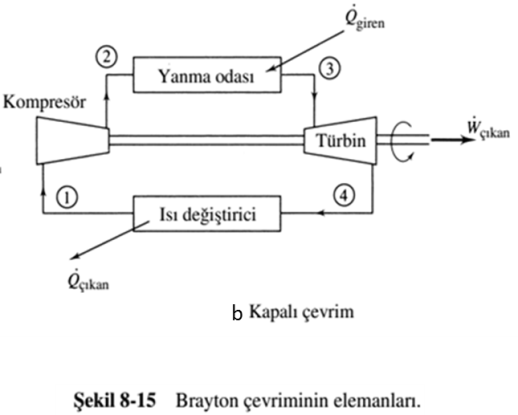 Q̇giren
②
③
Yanma odası
Kompresör
Türbin
Ẇçıkan
①
④
Isı değiştirici
Q̇çıkan
b Kapalı çevrim
Şekil 8-15 Brayton çevriminin elemanları.